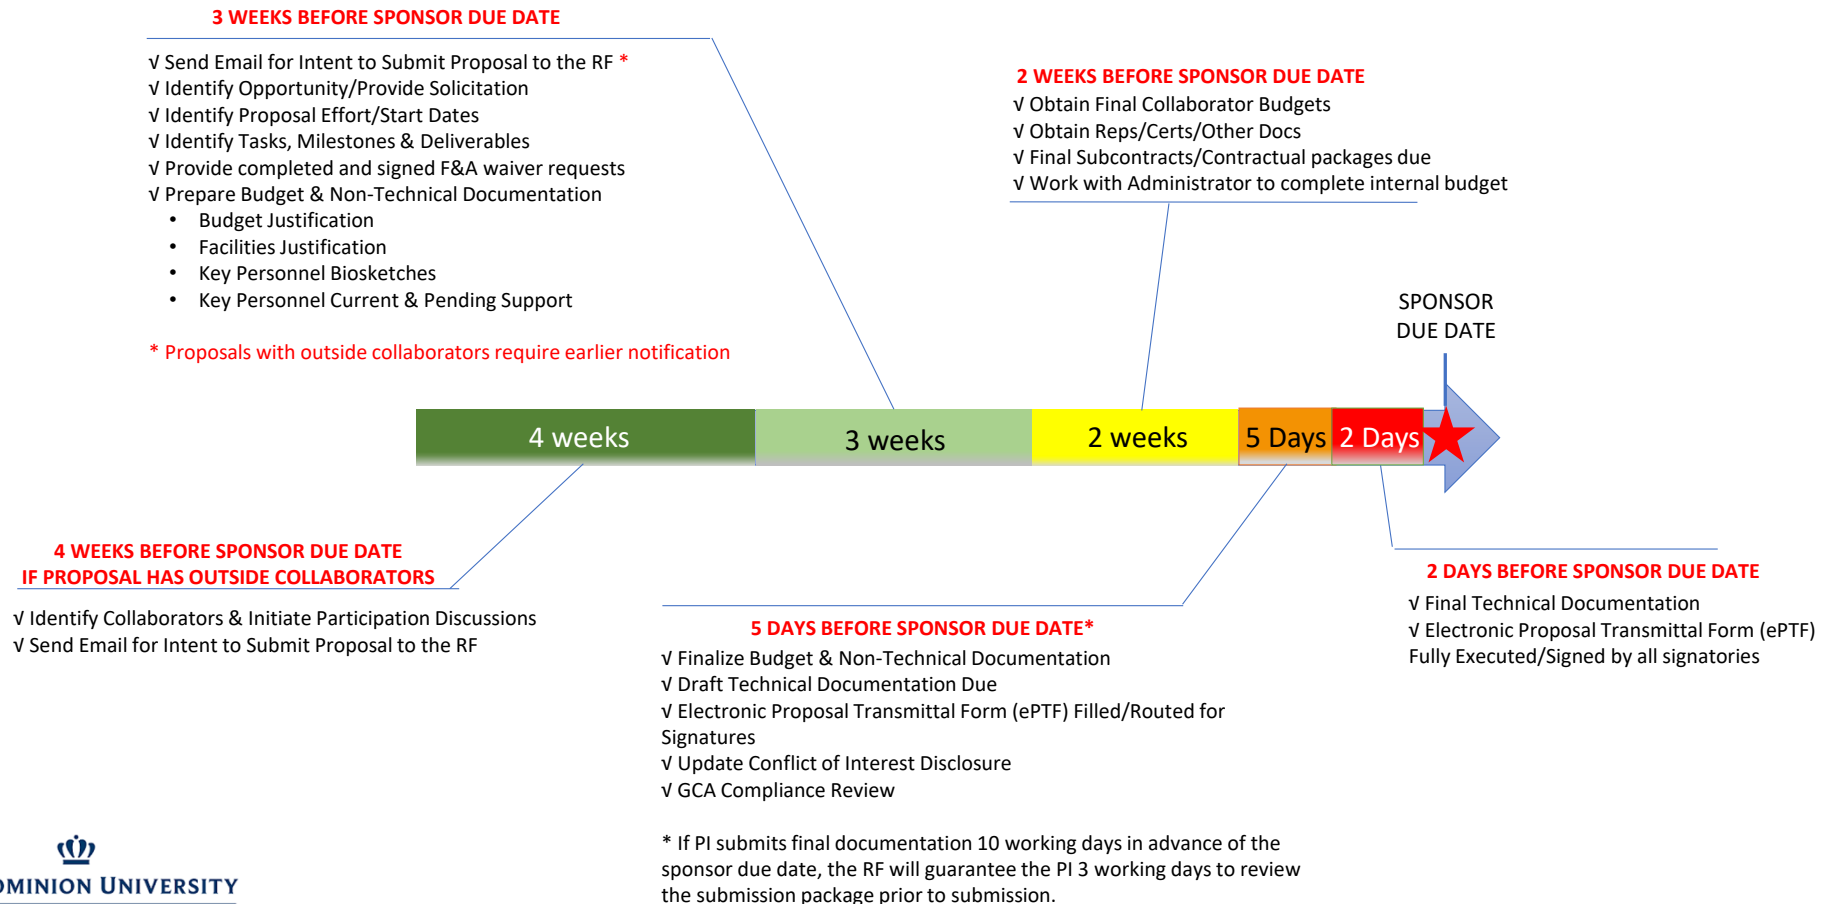 3 WEEKS BEFORE SPONSOR DUE DATE
√ Send Email for Intent to Submit Proposal to the RF *
√ Identify Opportunity/Provide Solicitation
√ Identify Proposal Effort/Start Dates
√ Identify Tasks, Milestones & Deliverables
√ Provide completed and signed F&A waiver requests
√ Prepare Budget & Non-Technical Documentation
• Budget Justification
• Facilities Justification
• Key Personnel Biosketches
• Key Personnel Current & Pending Support
* Proposals with outside collaborators require earlier notification
2 WEEKS BEFORE SPONSOR DUE DATE
√ Obtain Final Collaborator Budgets
√ Obtain Reps/Certs/Other Docs
√ Final Subcontracts/Contractual packages due
√ Work with Administrator to complete internal budget
SPONSOR
DUE DATE
4 weeks
3 weeks
2 weeks
5 Days
2 Days
4 WEEKS BEFORE SPONSOR DUE DATE
IF PROPOSAL HAS OUTSIDE COLLABORATORS
√ Identify Collaborators & Initiate Participation Discussions
√ Send Email for Intent to Submit Proposal to the RF
5 DAYS BEFORE SPONSOR DUE DATE*
√ Finalize Budget & Non-Technical Documentation
√ Draft Technical Documentation Due
√ Electronic Proposal Transmittal Form (ePTF) Filled/Routed for
Signatures
√ Update Conflict of Interest Disclosure
√ GCA Compliance Review
* If PI submits final documentation 10 working days in advance of the
sponsor due date, the RF will guarantee the PI 3 working days to review
the submission package prior to submission.
2 DAYS BEFORE SPONSOR DUE DATE
√ Final Technical Documentation
√ Electronic Proposal Transmittal Form (ePTF)
Fully Executed/Signed by all signatories
OMINION UNIVERSITY